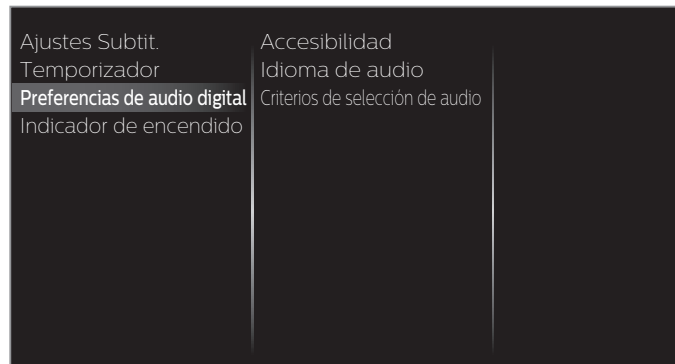 Ajustes Subtit.
Temporizador
Preferencias de audio digital
Indicador de encendido
Accesibilidad
Idioma de audio
Criterios de selección de audio